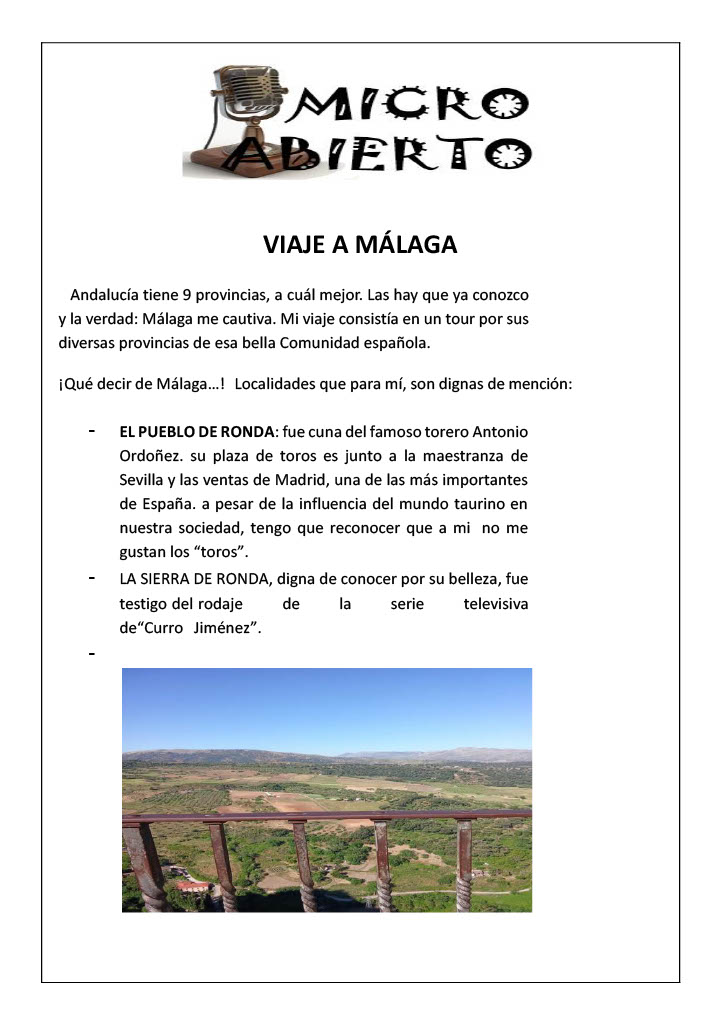 MICRO
ABIERTO
VIAJE A MÁLAGA
Andalucía tiene 9 provincias, a cuál mejor. Las hay que ya conozco
y la verdad: Málaga me cautiva. Mi viaje consistía en un tour por sus
diversas provincias de esa bella Comunidad española.
¡Qué decir de Málaga…! Localidades que para mí, son dignas de mención:
- EL PUEBLO DE RONDA: fue cuna del famoso torero Antonio
Ordoñez. su plaza de toros es junto a la maestranza de
Sevilla y las ventas de Madrid, una de las más importantes
de España. a pesar de la influencia del mundo taurino en
nuestra sociedad, tengo que reconocer que a mi no me
gustan los “toros”.
- LA SIERRA DE RONDA, digna de conocer por su belleza, fue
testigo del rodaje de la serie televisiva
de“Curro Jiménez”.
-